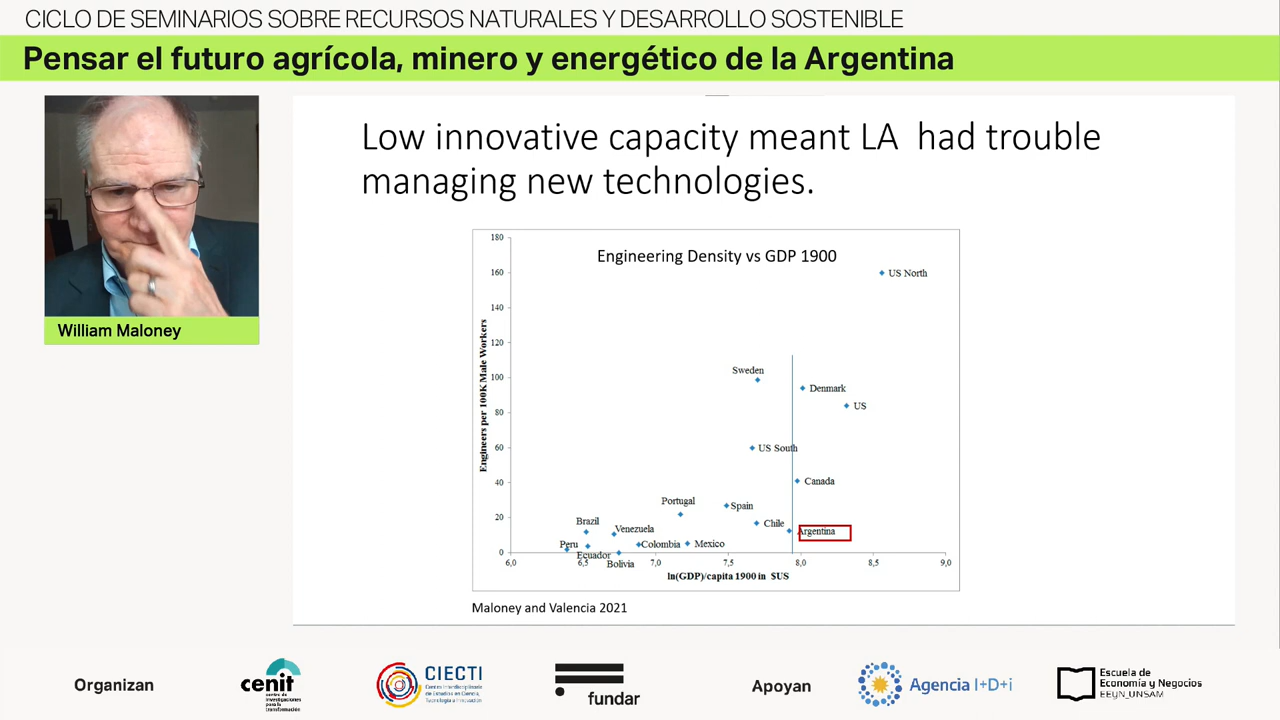 CICLO DE SEMINARIOS SOBRE RECURSOS NATURALES Y DESARROLLO SOSTENIBLE
Pensar el futuro agrícola, minero y energético de la Argentina
William Maloney
Low innovative capacity meant LA had trouble
managing new technologies.
Engineering Density vs GDP 1900
Engineers per 100K Male Workers
180
160
140
120
100
80
60
40
20
0
US North
Sweden
Denmark
US
US South
Canada
Portugal
Spain
Brazil
Chile
Venezuela
Argentina
Peru
Colombia
Mexico
Ecuador
Bolivia
6,0
6,5
7,0
7,5
8,0
8,5
9,0
ln(GDP)/capita 1900 in $US
Maloney and Valencia 2021
Organizan
cenit
centro de
investigaciones
para la
transformación
CIECTI
Centro Interdisciplinario
de Estudios en Ciencia,
Tecnología e Innovación
fundar
Apoyan
Agencia I+D+i
Escuela de
Economía y Negocios
EEYN_UNSAM